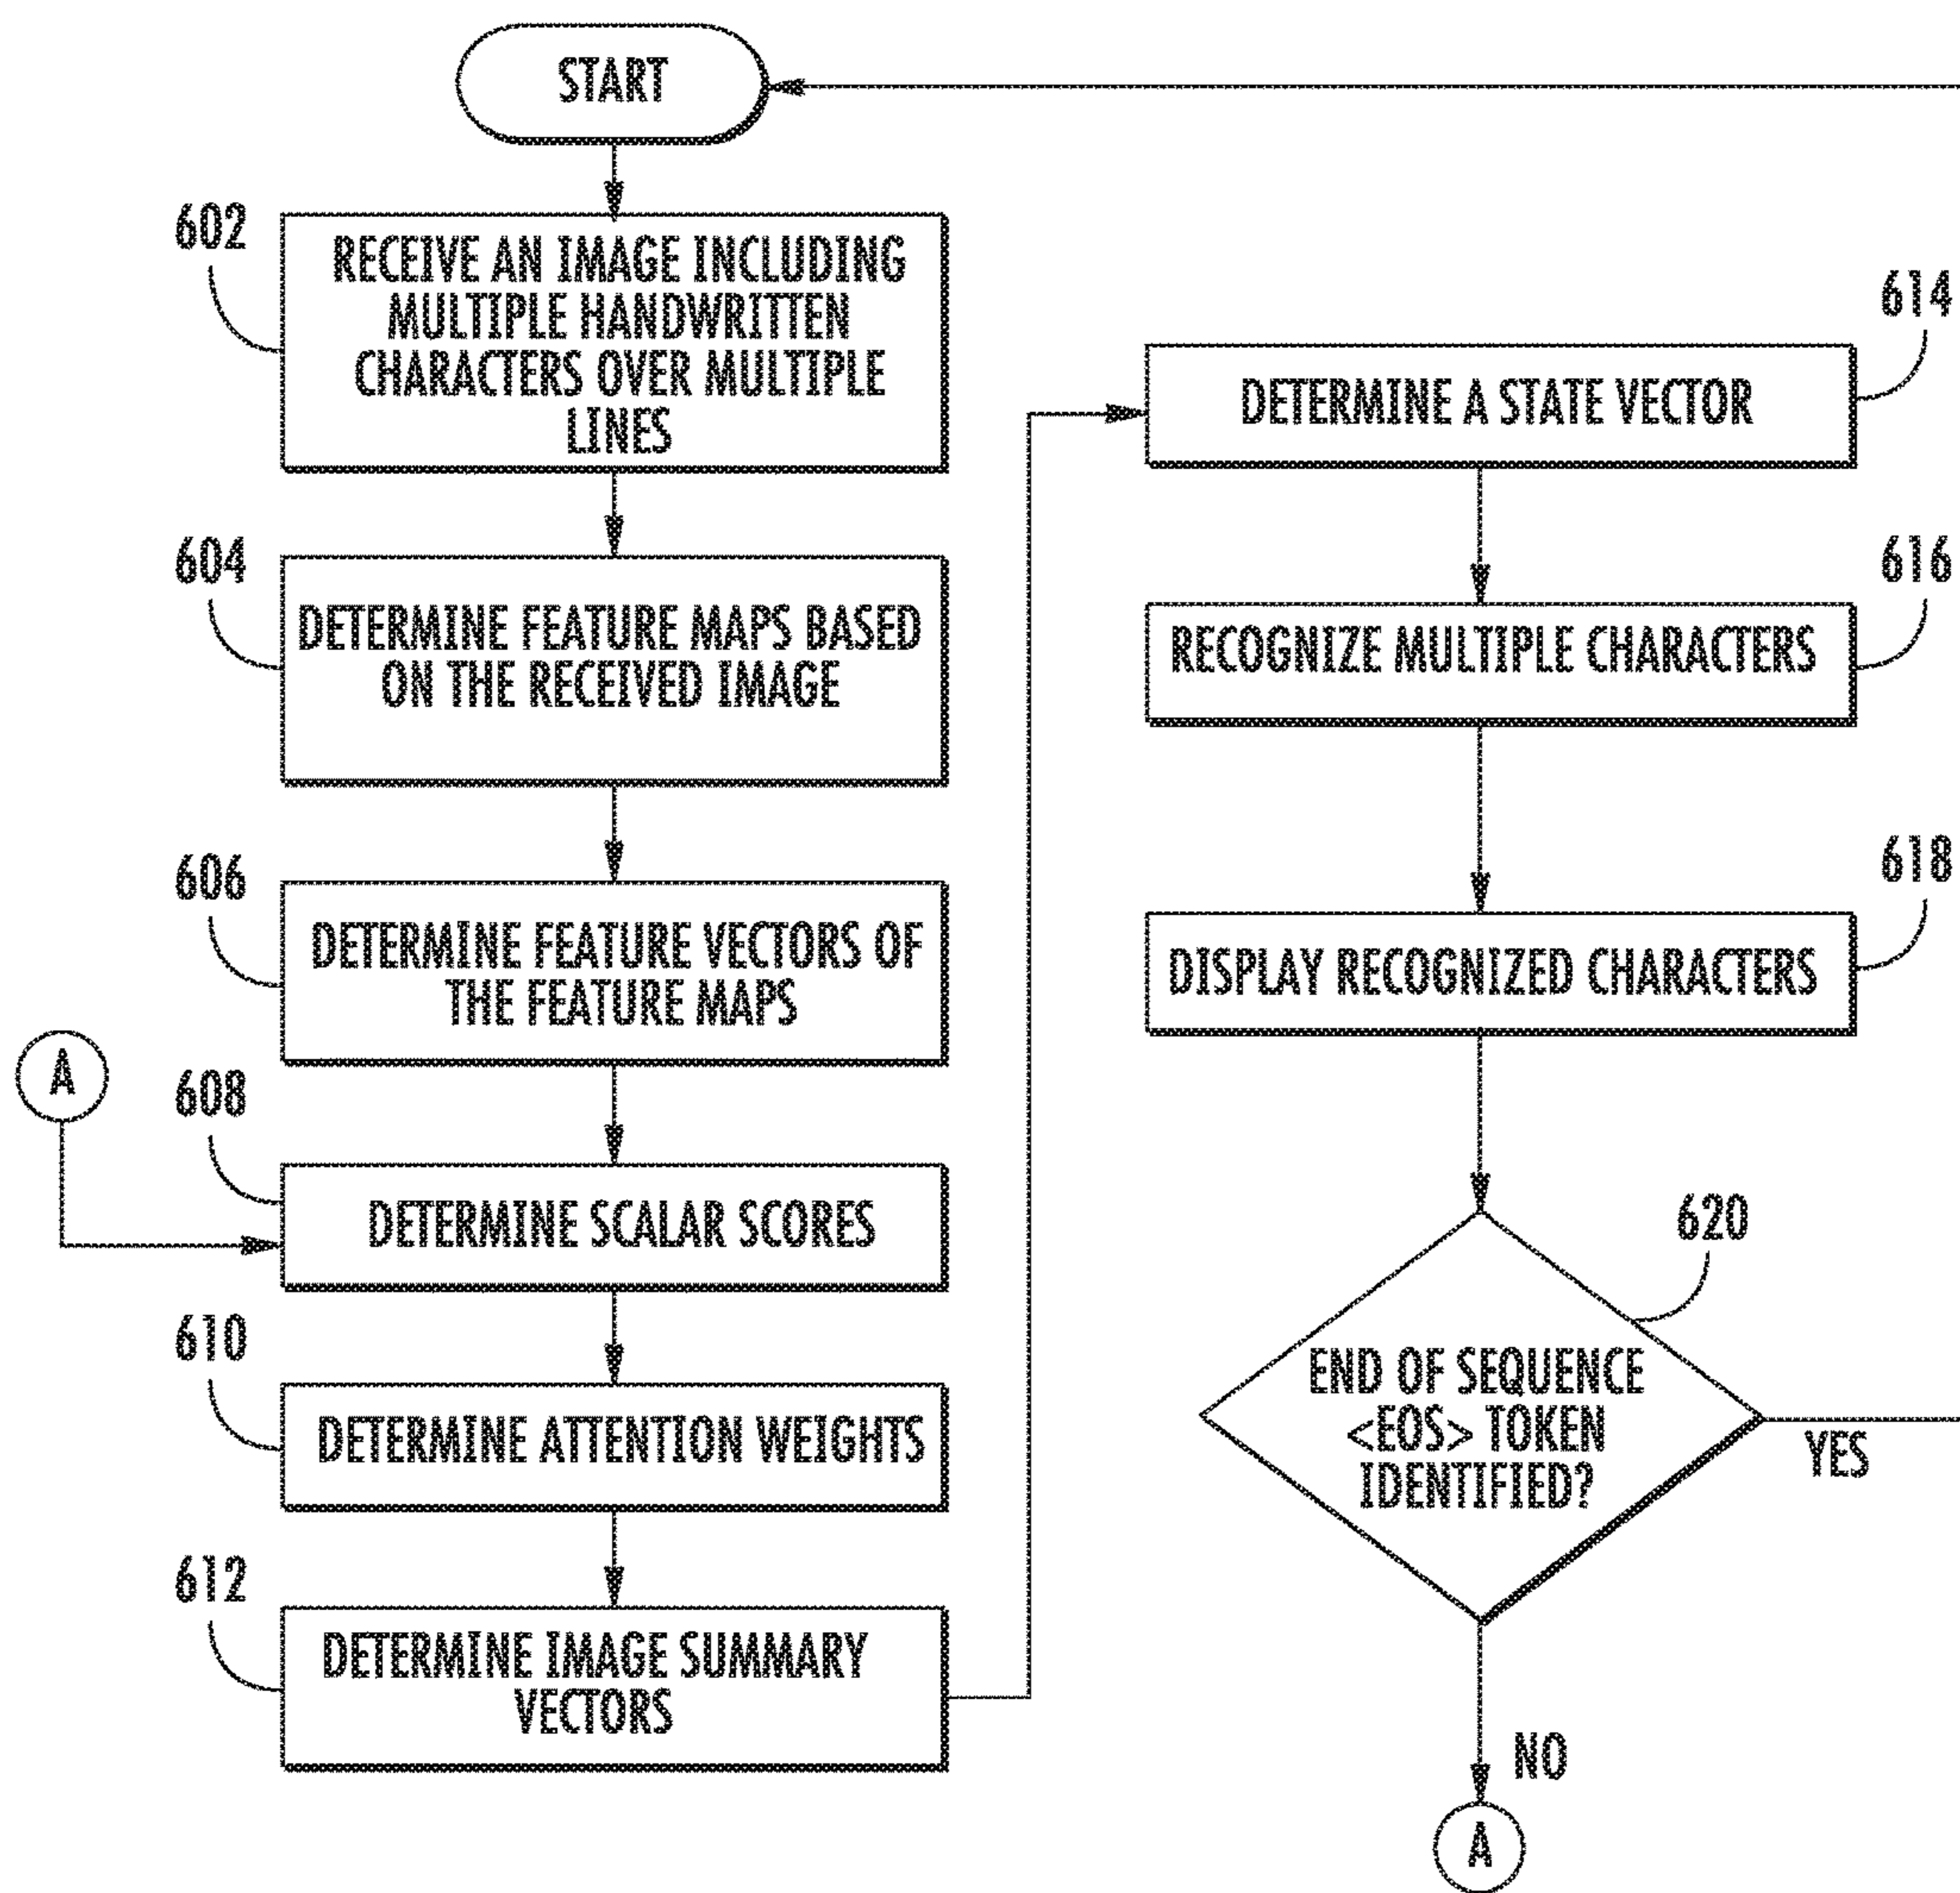 START
602
RECEIVE AN IMAGE INCLUDING
MULTIPLE HANDWRITTEN
CHARACTERS OVER MULTIPLE
LINES
604
DETERMINE FEATURE MAPS BASED
ON THE RECEIVED IMAGE
606
DETERMINE FEATURE VECTORS OF
THE FEATURE MAPS
A
608
DETERMINE SCALAR SCORES
610
DETERMINE ATTENTION WEIGHTS
612
DETERMINE IMAGE SUMMARY
VECTORS
614
DETERMINE A STATE VECTOR
616
RECOGNIZE MULTIPLE CHARACTERS
618
DISPLAY RECOGNIZED CHARACTERS
620
END OF SEQUENCE
<EOS> TOKEN
IDENTIFIED?
YES
NO
A